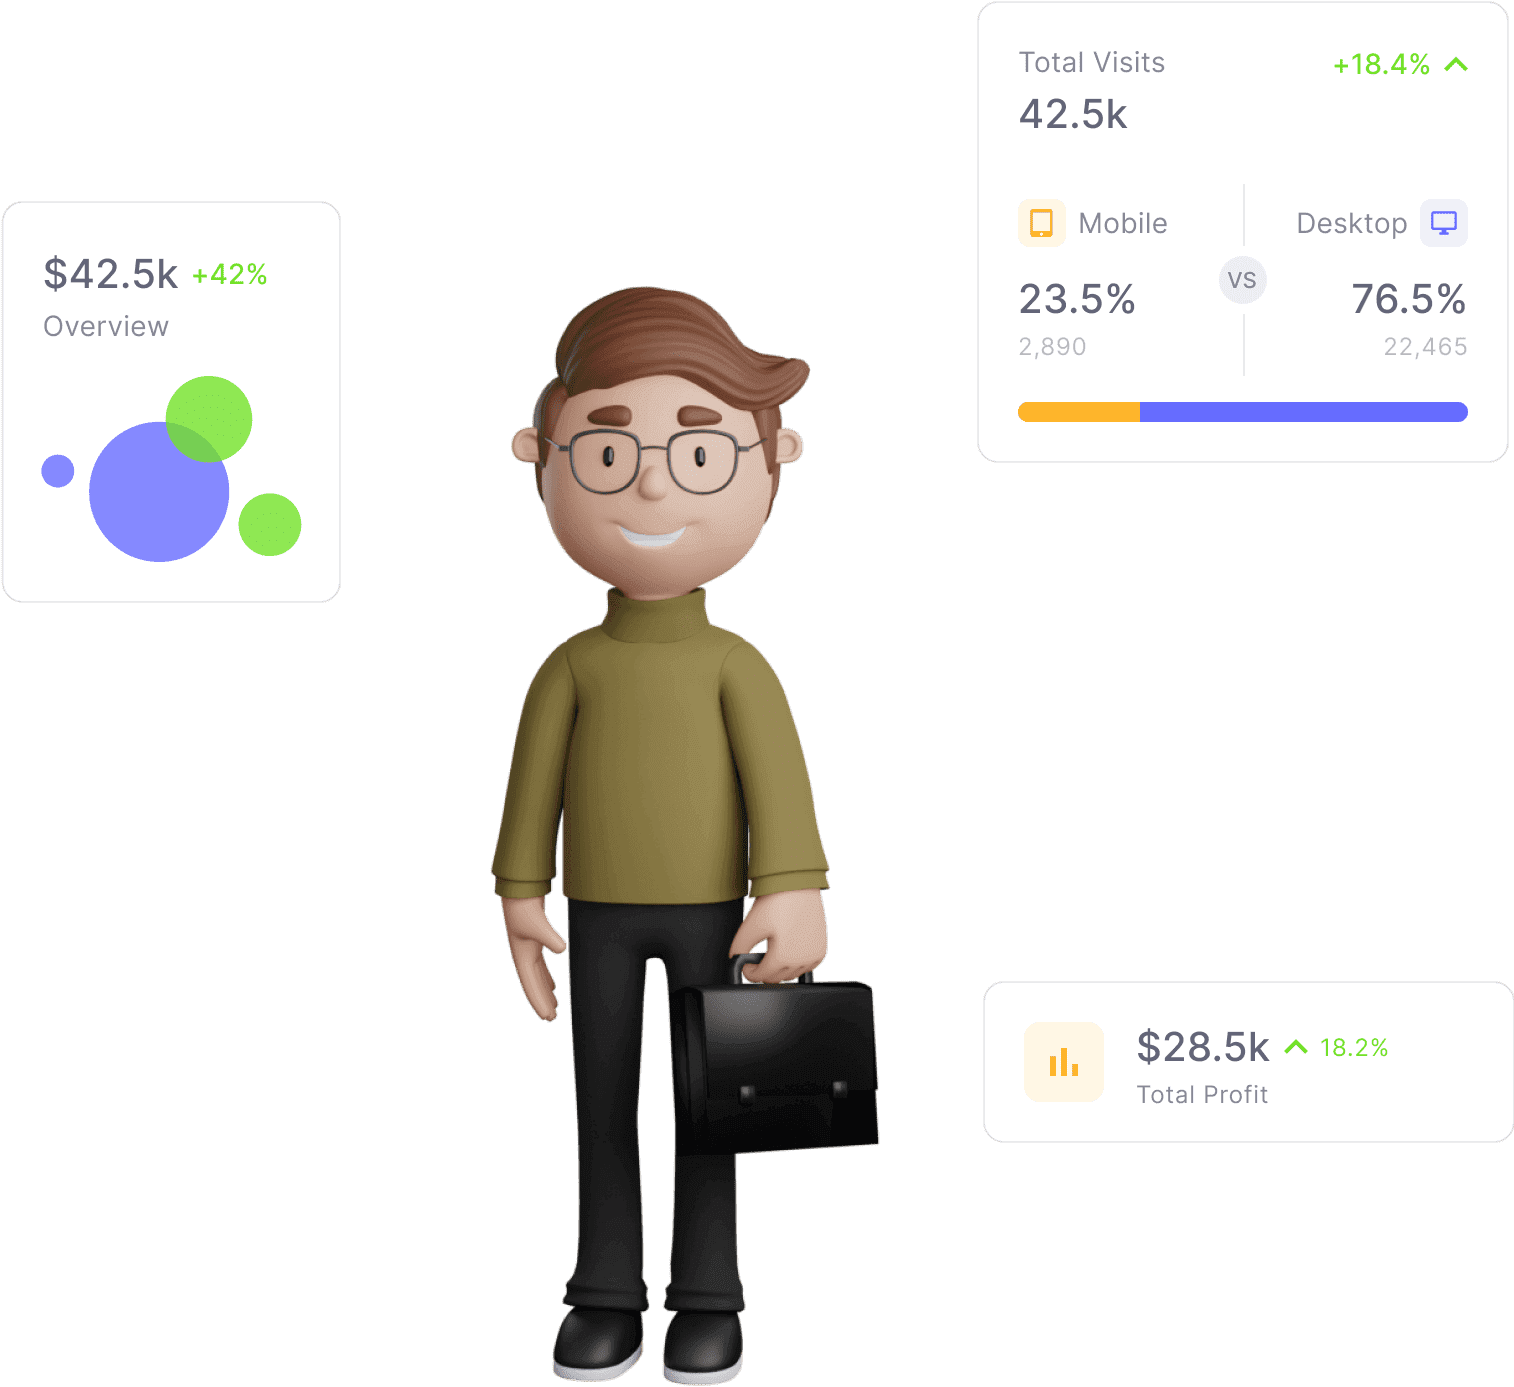 Total Visits +18.4%
42.5k
Mobile Desktop
VS
23.5% 76.5%
2,890 22,465
$42.5k +42%
Overview
$28.5k 18.2%
Total Profit